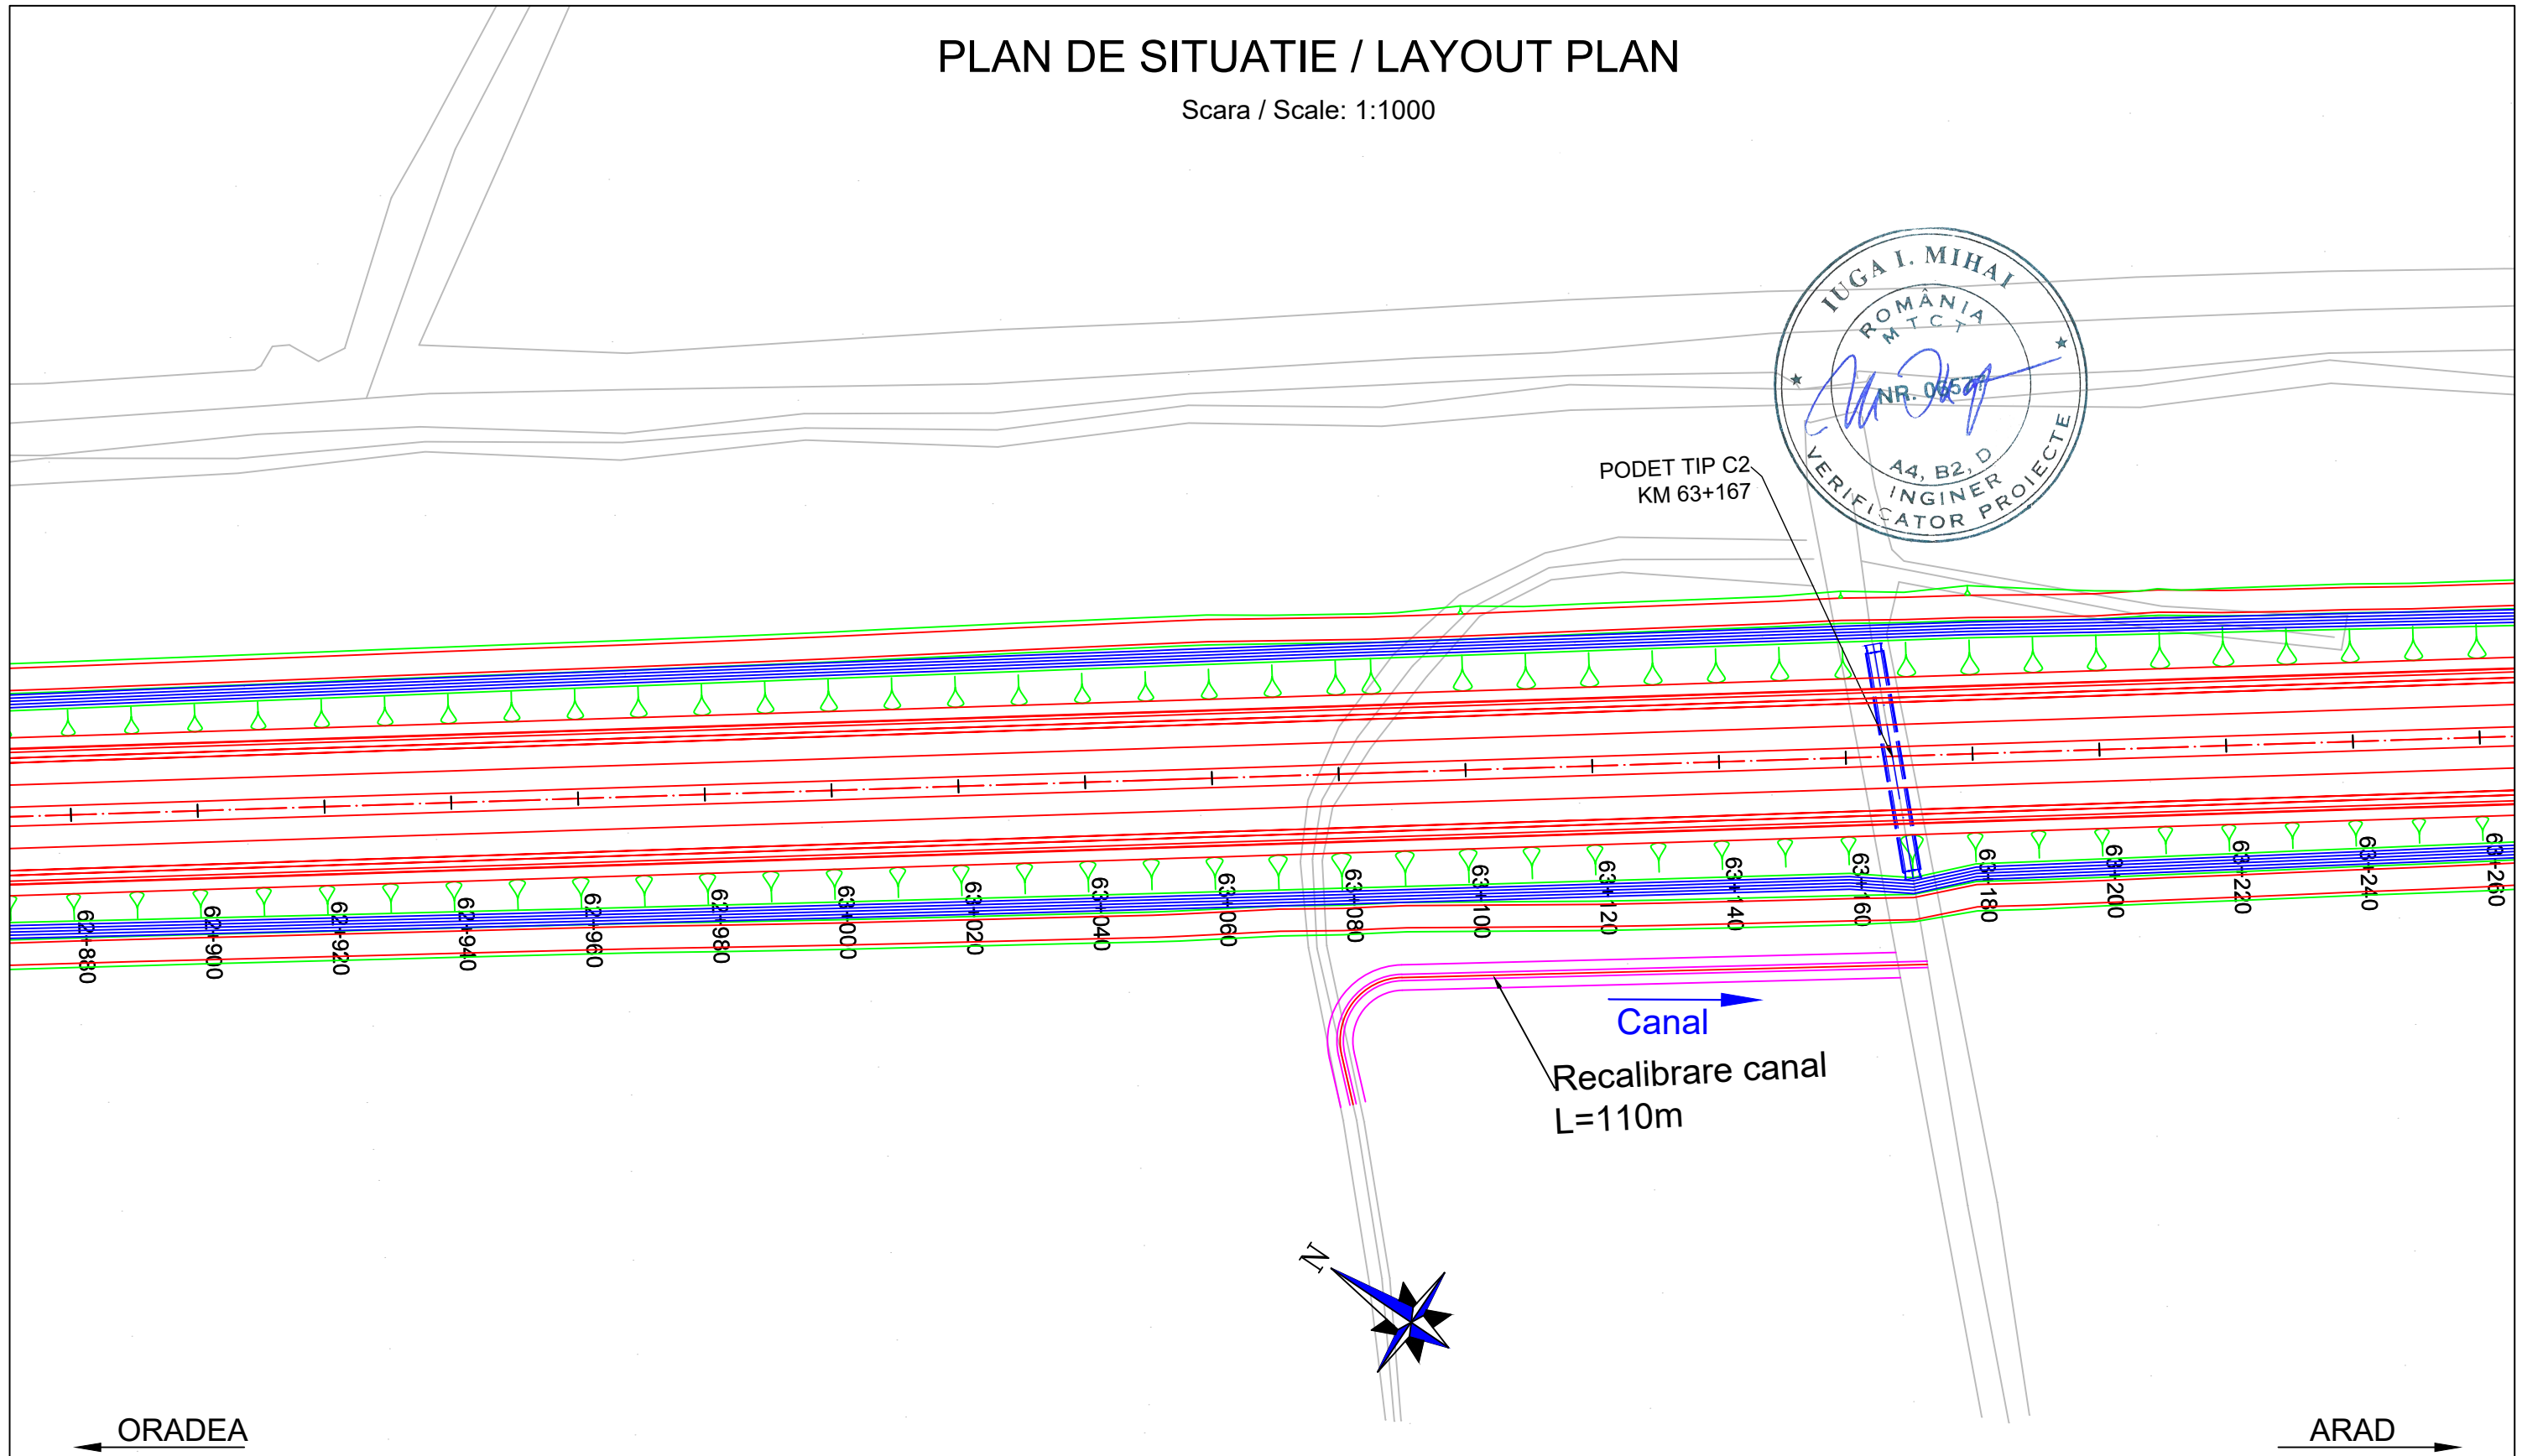 PLAN DE SITUATIE / LAYOUT PLAN
Scara / Scale: 1:1000
IUGA I. MIHAI
ROMÂNIA
M T C T
NR. 06577
A4, B2, D
INGINER
VERIFICATOR PROIECTE
PODET TIP C2
KM 63+167
62+880
62+900
62+920
62+940
62+960
62+980
63+000
63+020
63+040
63+060
63+080
63+100
63+120
63+140
63+160
63+180
63+200
63+220
63+240
63+260
Canal
Recalibrare canal
L=110m
N
ORADEA
ARAD